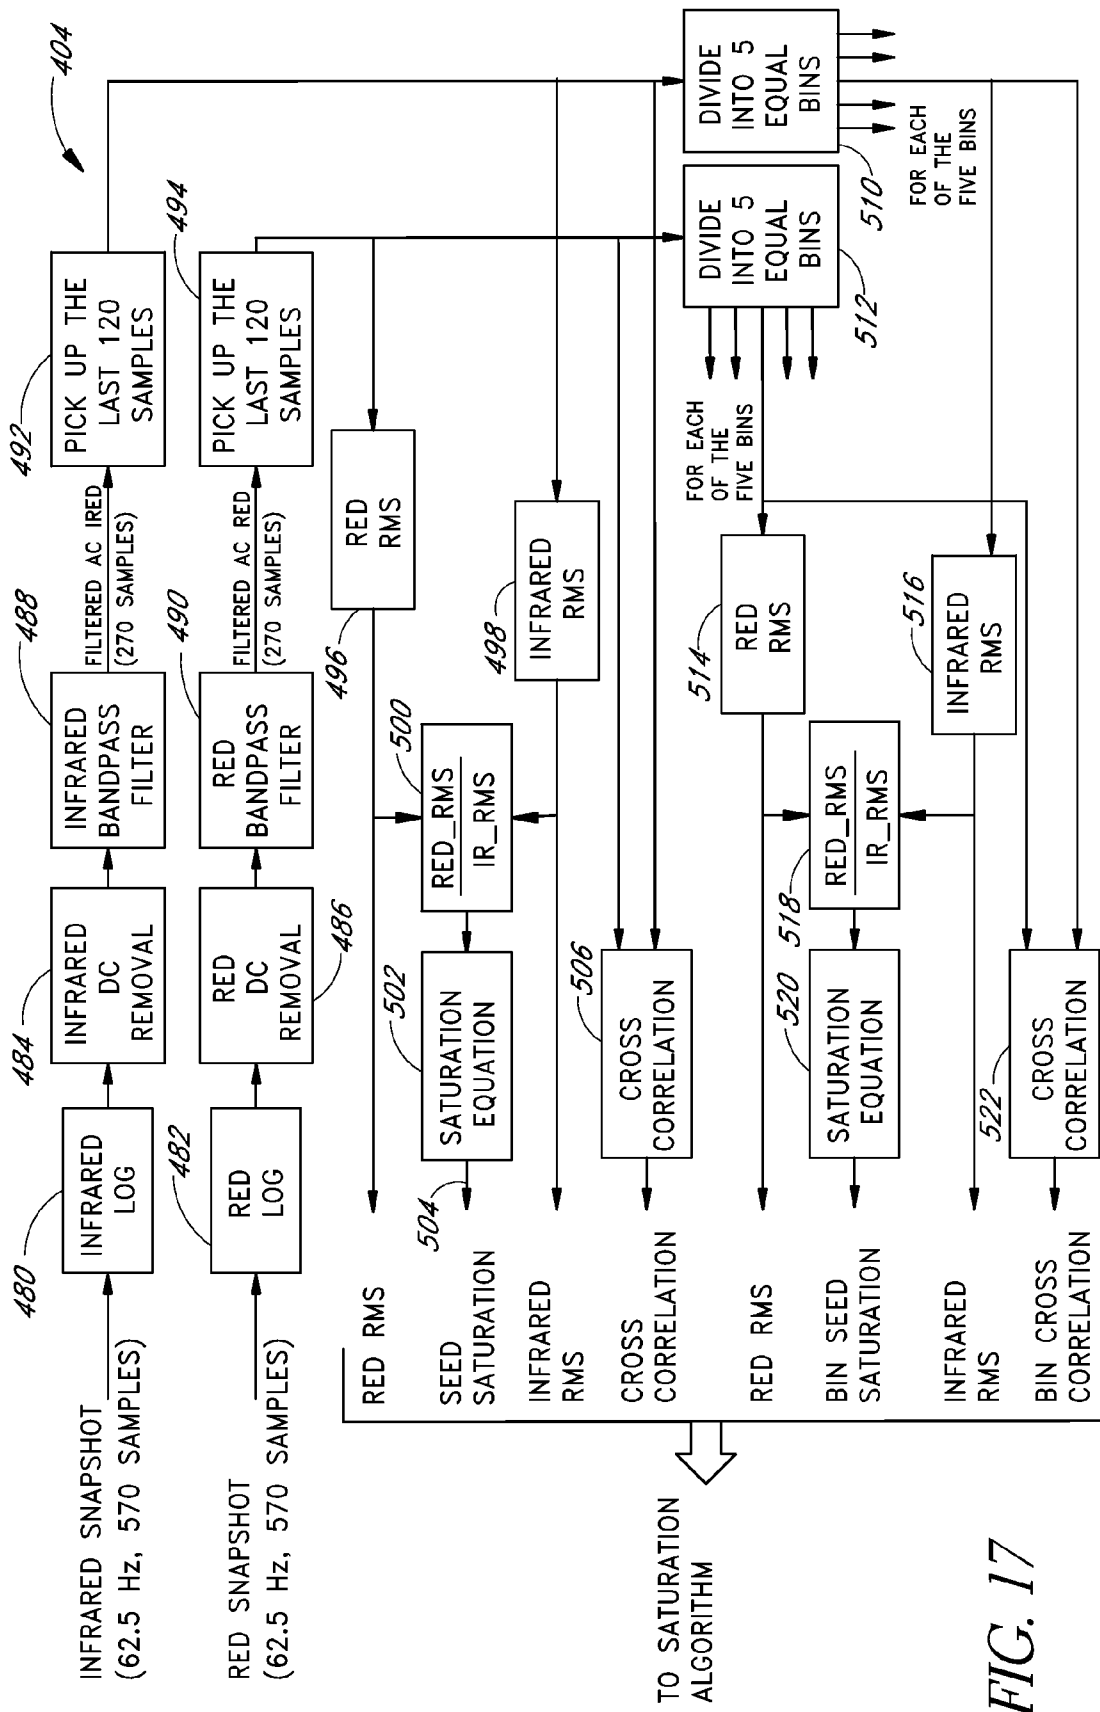 404
INFRARED SNAPSHOT
(62.5 Hz, 570 SAMPLES)
480
INFRARED
LOG
484
INFRARED
DC
REMOVAL
488
INFRARED
BANDPASS
FILTER
FILTERED AC IRED
(270 SAMPLES)
492
PICK UP THE
LAST 120
SAMPLES
RED SNAPSHOT
(62.5 Hz, 570 SAMPLES)
482
RED
LOG
RED
DC
REMOVAL
486
490
RED
BANDPASS
FILTER
FILTERED AC RED
(270 SAMPLES)
494
PICK UP THE
LAST 120
SAMPLES
RED RMS
496
RED
RMS
SEED
SATURATION
504
502
SATURATION
EQUATION
500
RED_RMS
IR_RMS
INFRARED
RMS
498
INFRARED
RMS
CROSS
CORRELATION
506
CROSS
CORRELATION
512
DIVIDE
INTO 5
EQUAL
BINS
510
DIVIDE
INTO 5
EQUAL
BINS
FOR EACH
OF THE
FIVE BINS
FOR EACH
OF THE
FIVE BINS
RED RMS
514
RED
RMS
BIN SEED
SATURATION
520
SATURATION
EQUATION
518
RED_RMS
IR_RMS
INFRARED
RMS
516
INFRARED
RMS
BIN CROSS
CORRELATION
522
CROSS
CORRELATION
TO SATURATION
ALGORITHM
FIG. 17